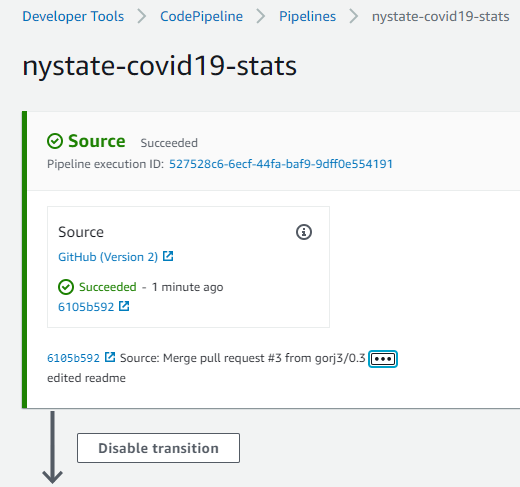 Developer Tools > CodePipeline > Pipelines > nystate-covid19-stats
nystate-covid19-stats
Source Succeeded
Pipeline execution ID: 527528c6-6ecf-44fa-baf9-9dff0e554191
Source
GitHub (Version 2)
Succeeded - 1 minute ago
6105b592
6105b592 Source: Merge pull request #3 from gorj3/0.3 •••
edited readme
Disable transition